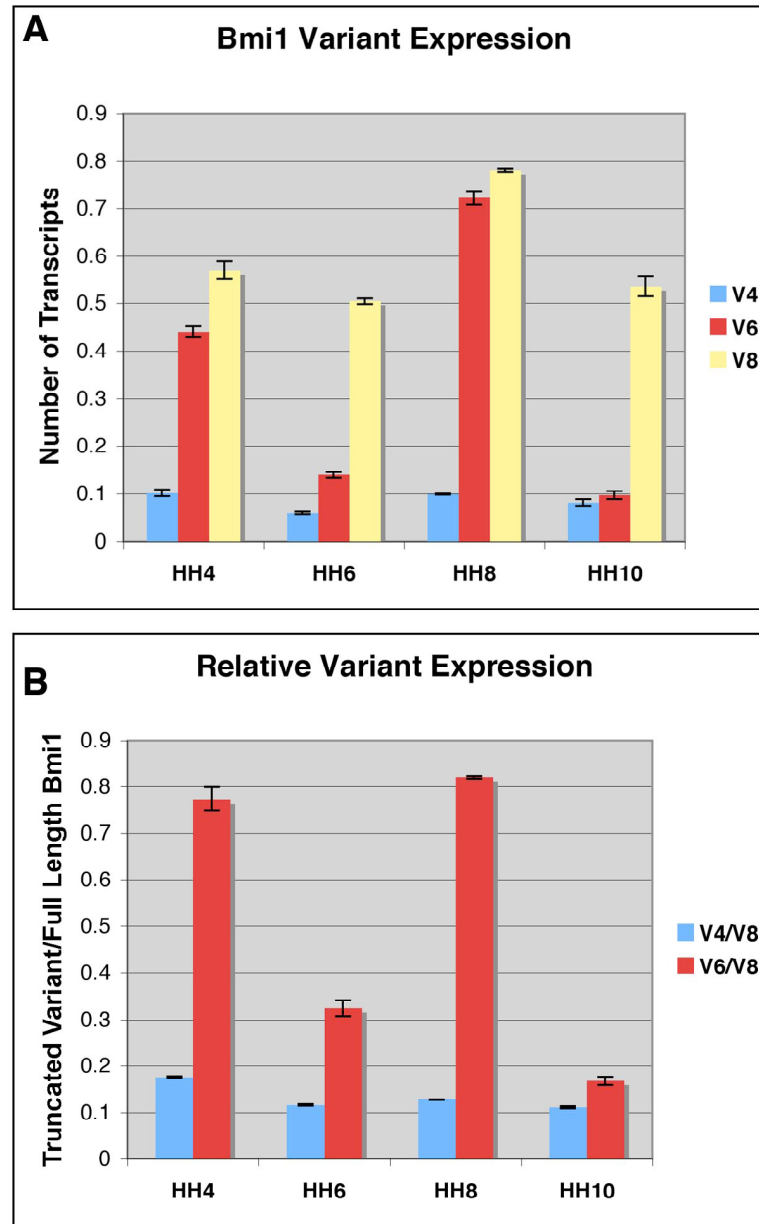 A
Bmi1 Variant Expression
Number of Transcripts
0.9
0.8
0.7
0.6
0.5
0.4
0.3
0.2
0.1
0
HH4 HH6 HH8 HH10
V4
V6
V8
B
Relative Variant Expression
Truncated Variant/Full Length Bmi1
0.9
0.8
0.7
0.6
0.5
0.4
0.3
0.2
0.1
0
HH4 HH6 HH8 HH10
V4/V8
V6/V8